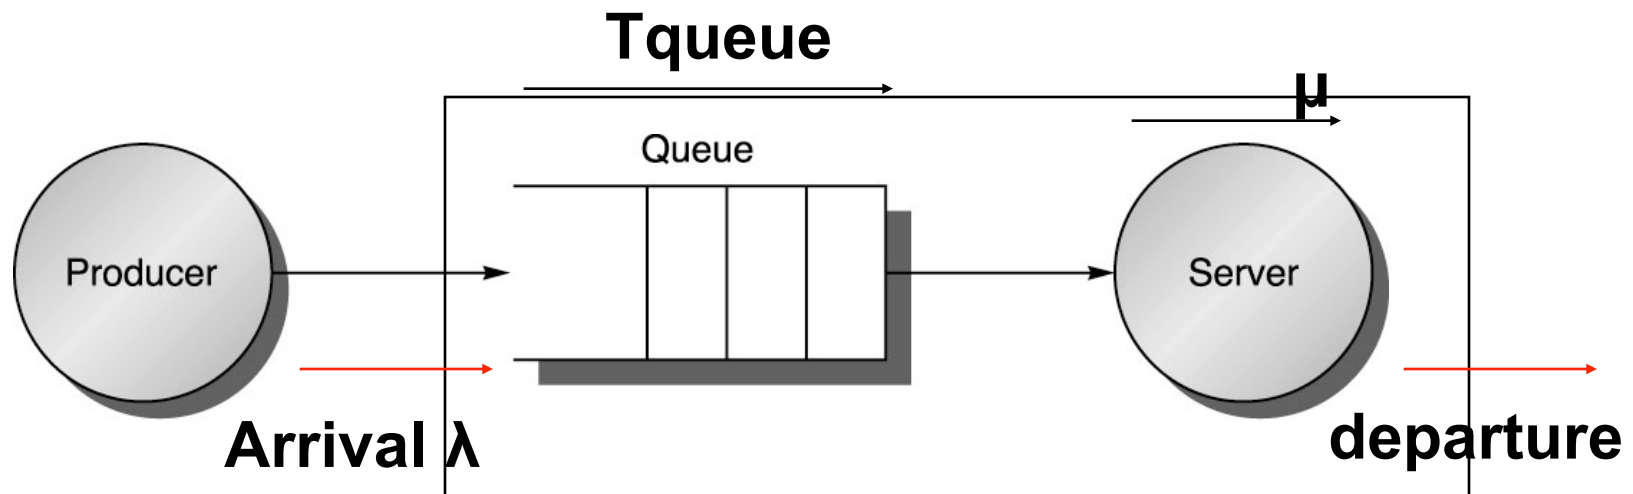 Tqueue
μ
Queue
Producer
Server
Arrival λ
departure